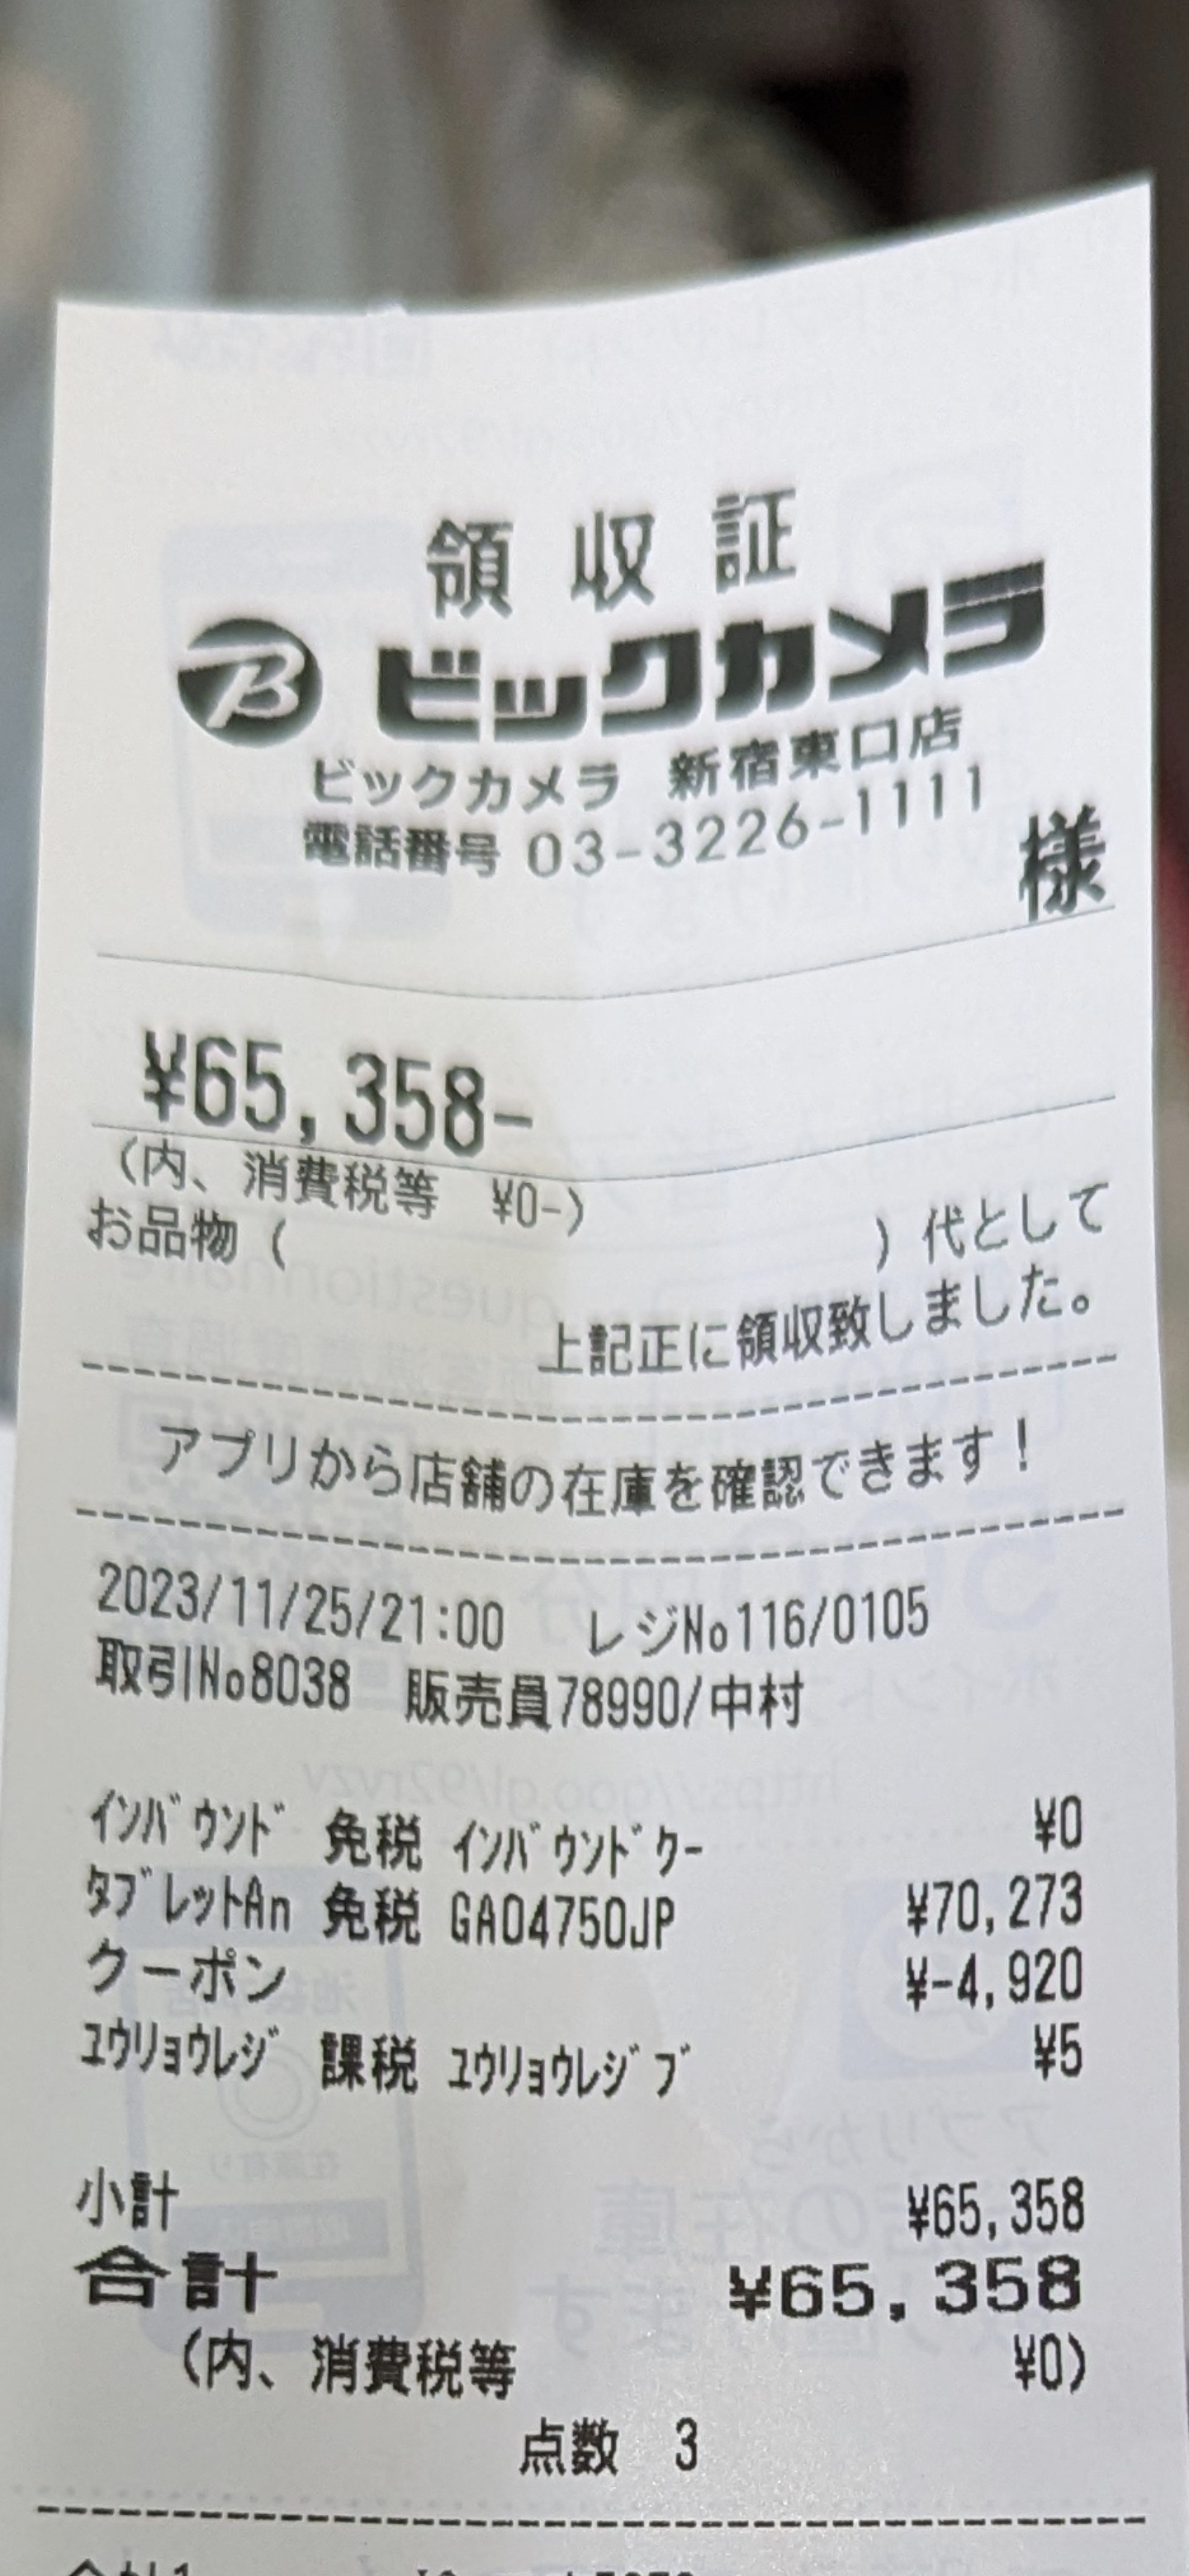 領収証
B ビックカメラ
ビックカメラ 新宿東口店
電話番号 03-3226-1111
様
¥65,358-
(内、消費税等 ¥0-)
お品物 ( ) 代として
上記正に領収致しました。
アプリから店舗の在庫を確認できます!
2023/11/25/21:00 レジNo116/0105
取引No8038 販売員78990/中村
ｲﾝﾊﾞｳﾝﾄﾞ 免税 ｲﾝﾊﾞｳﾝﾄﾞｸｰ ¥0
ﾀﾌﾞﾚｯﾄAn 免税 GA04750JP ¥70,273
クーポン ¥-4,920
ﾕｳﾘｮｳﾚｼﾞ 課税 ﾕｳﾘｮｳﾚｼﾞﾌﾞ ¥5
小計 ¥65,358
合計 ¥65,358
(内、消費税等 ¥0)
点数 3